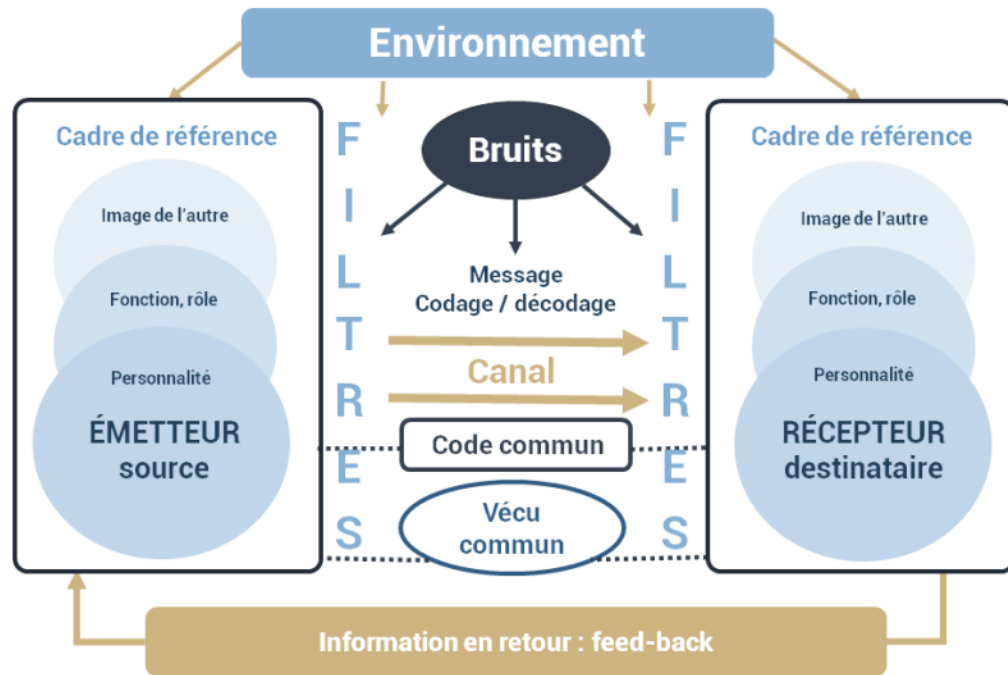 Environnement
Cadre de référence
Image de l'autre
Fonction, rôle
Personnalité
ÉMETTEUR
source
F
I
L
T
R
E
S
Bruits
Message
Codage / décodage
Canal
Code commun
Vécu
commun
F
I
L
T
R
E
S
Cadre de référence
Image de l'autre
Fonction, rôle
Personnalité
RÉCEPTEUR
destinataire
Information en retour : feed-back